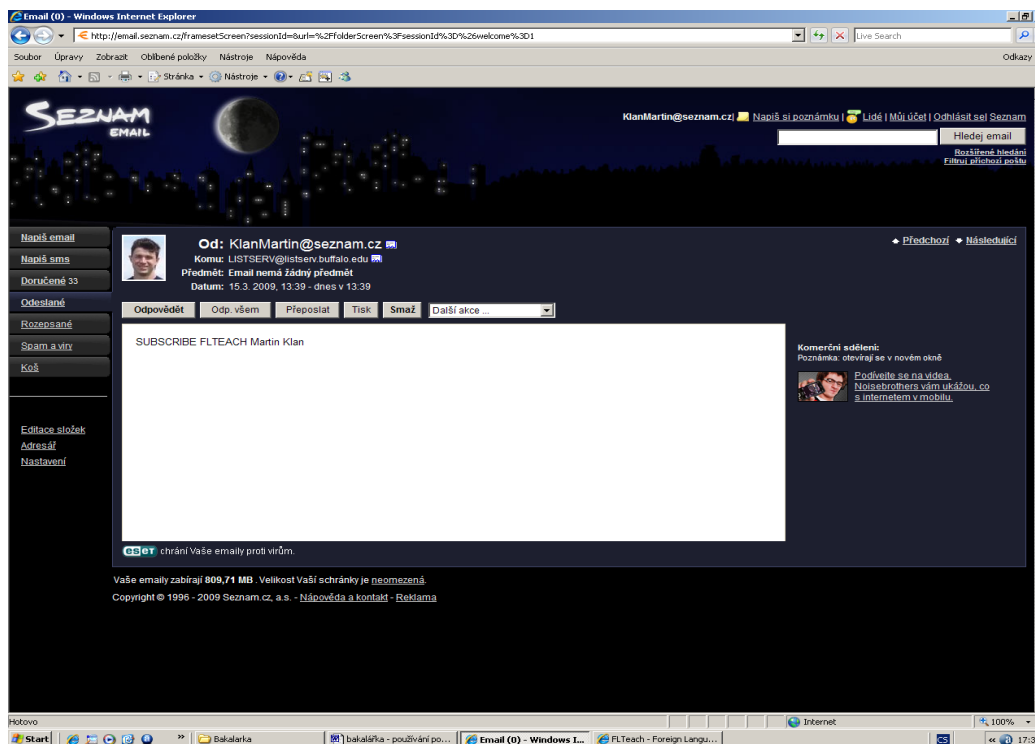 Email (0) - Windows Internet Explorer
http://email.seznam.cz/framesetScreen?sessionId=&url=%2FfolderScreen%3FsessionId%3D%26welcome%3D1
Live Search
Soubor Úpravy Zobrazit Oblíbené položky Nástroje Nápověda
Odkazy
Stránka Nástroje
SEZNAM
EMAIL
KlanMartin@seznam.cz| Napiš si poznámku | Lidé | Můj účet | Odhlásit se| Seznam
Hledej email
Rozšířené hledání
Filtruj příchozí poštu
Napiš email
Napiš sms
Doručené 33
Odeslané
Rozepsané
Spam a viry
Koš
Editace složek
Adresář
Nastavení
Od: KlanMartin@seznam.cz
Komu: LISTSERV@listserv.buffalo.edu
Předmět: Email nemá žádný předmět
Datum: 15.3. 2009, 13:39 - dnes v 13:39
Předchozí Následující
Odpovědět Odp. všem Přeposlat Tisk Smaž Další akce ...
SUBSCRIBE FLTEACH Martin Klan
Komerční sdělení:
Poznámka: otevírají se v novém okně
Podívejte se na videa.
Noisebrothers vám ukážou, co
s internetem v mobilu.
eset chrání Vaše emaily proti virům.
Vaše emaily zabírají 809,71 MB . Velikost Vaší schránky je neomezená.
Copyright © 1996 - 2009 Seznam.cz, a.s. - Nápověda a kontakt - Reklama
Hotovo
Internet
100%
Start
Bakalarka
bakalářka - používání po...
Email (0) - Windows I...
FLTeach - Foreign Langu...
CS